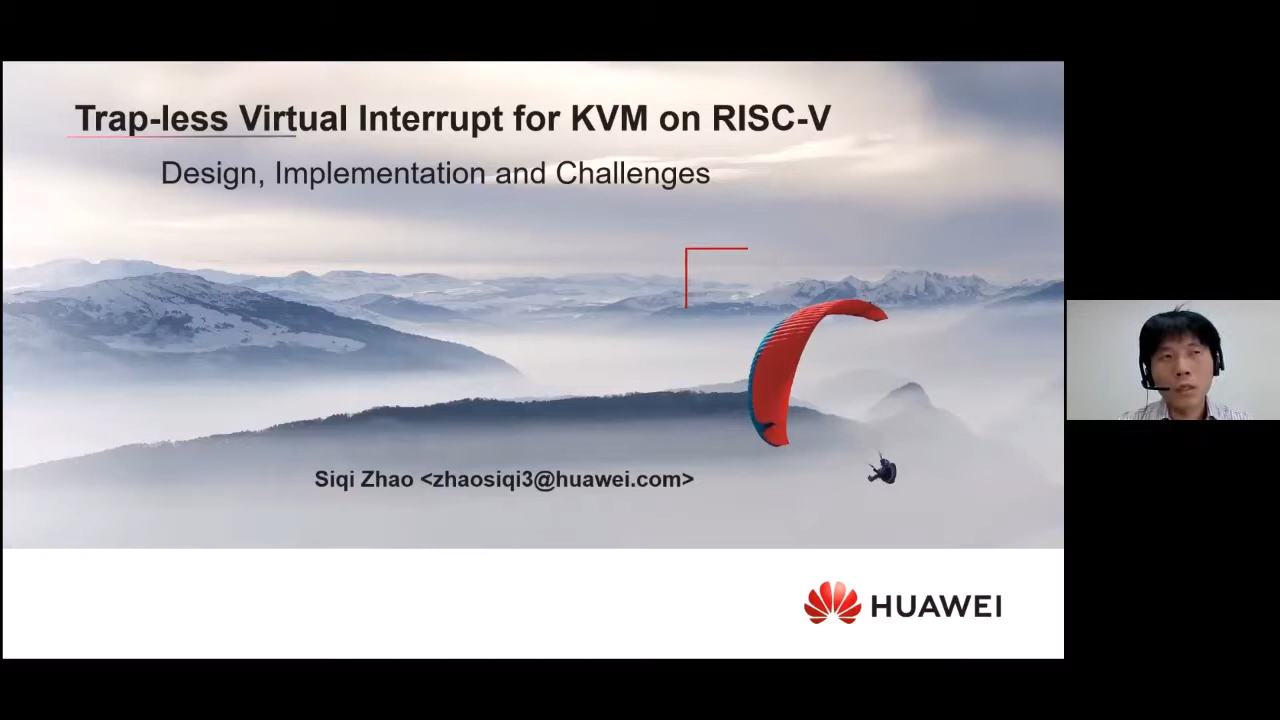 Trap-less Virtual Interrupt for KVM on RISC-V
Design, Implementation and Challenges
Siqi Zhao <zhaosiqi3@huawei.com>
HUAWEI